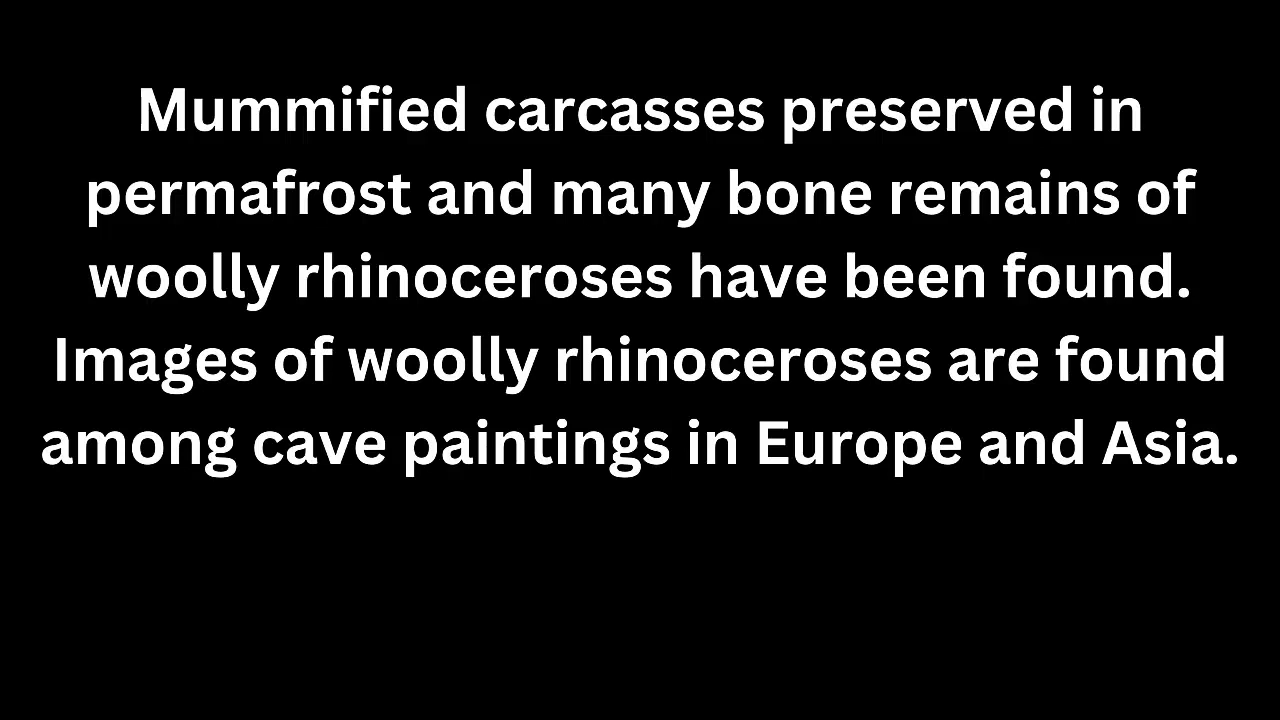 Mummified carcasses preserved in
permafrost and many bone remains of
woolly rhinoceroses have been found.
Images of woolly rhinoceroses are found
among cave paintings in Europe and Asia.